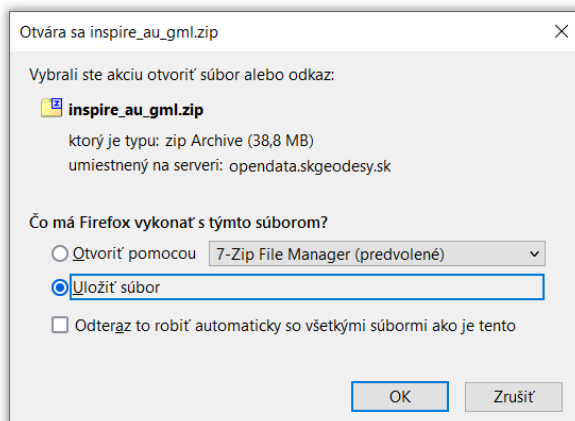 Otvára sa inspire_au_gml.zip
Vybrali ste akciu otvoriť súbor alebo odkaz:
inspire_au_gml.zip
ktorý je typu: zip Archive (38,8 MB)
umiestnený na serveri: opendata.skgeodesy.sk
Čo má Firefox vykonať s týmto súborom?
Otvoriť pomocou 7-Zip File Manager (predvolené)
Uložiť súbor
Odteraz to robiť automaticky so všetkými súbormi ako je tento
OK Zrušiť